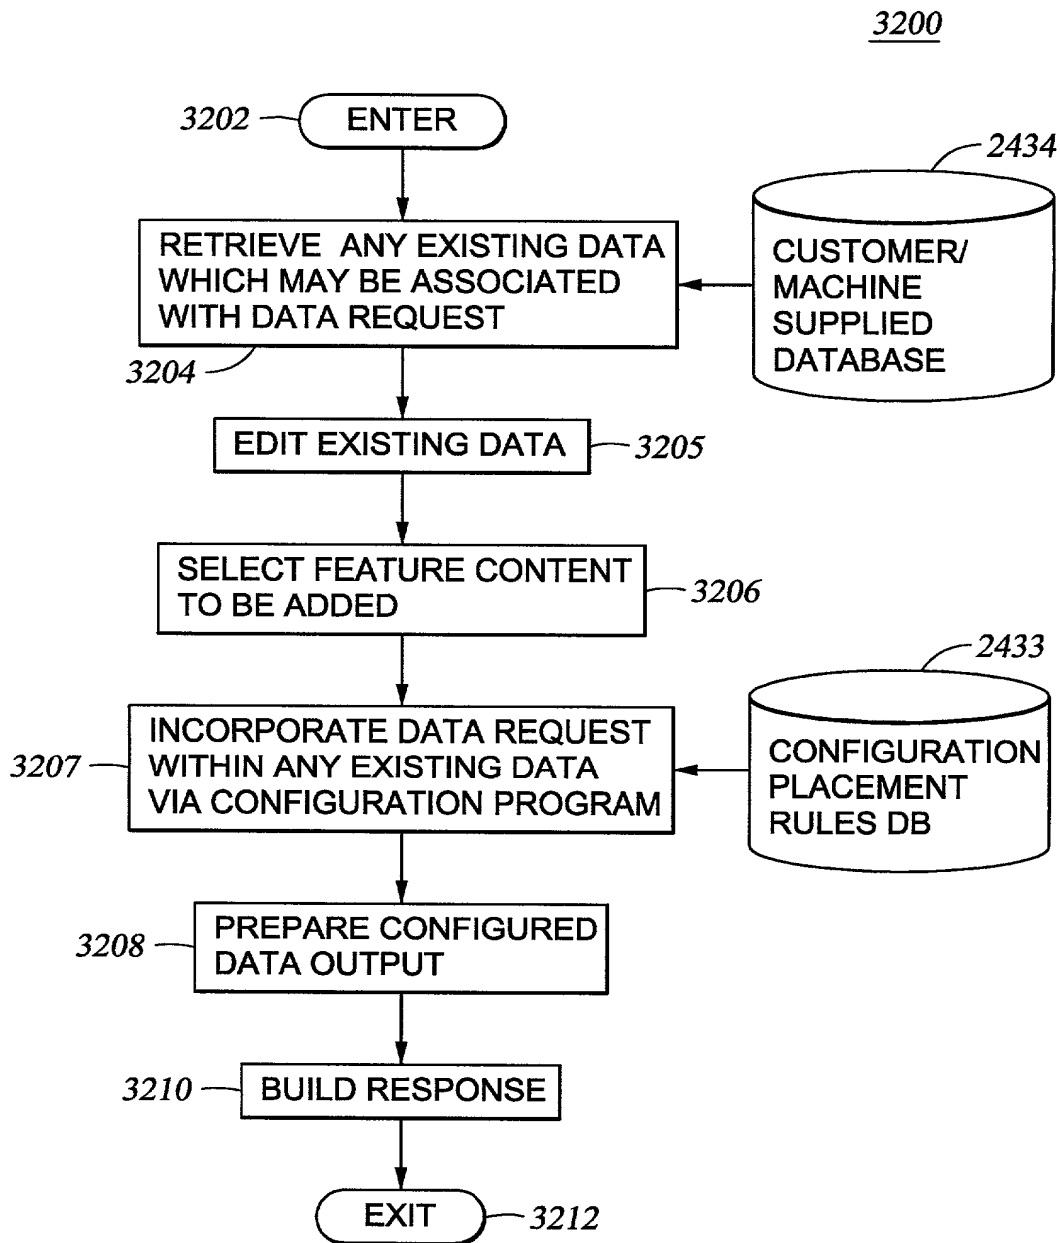 3200
3202
ENTER
2434
RETRIEVE ANY EXISTING DATA
WHICH MAY BE ASSOCIATED
WITH DATA REQUEST
3204
CUSTOMER/
MACHINE
SUPPLIED
DATABASE
EDIT EXISTING DATA
3205
SELECT FEATURE CONTENT
TO BE ADDED
3206
2433
3207
INCORPORATE DATA REQUEST
WITHIN ANY EXISTING DATA
VIA CONFIGURATION PROGRAM
CONFIGURATION
PLACEMENT
RULES DB
3208
PREPARE CONFIGURED
DATA OUTPUT
3210
BUILD RESPONSE
EXIT
3212